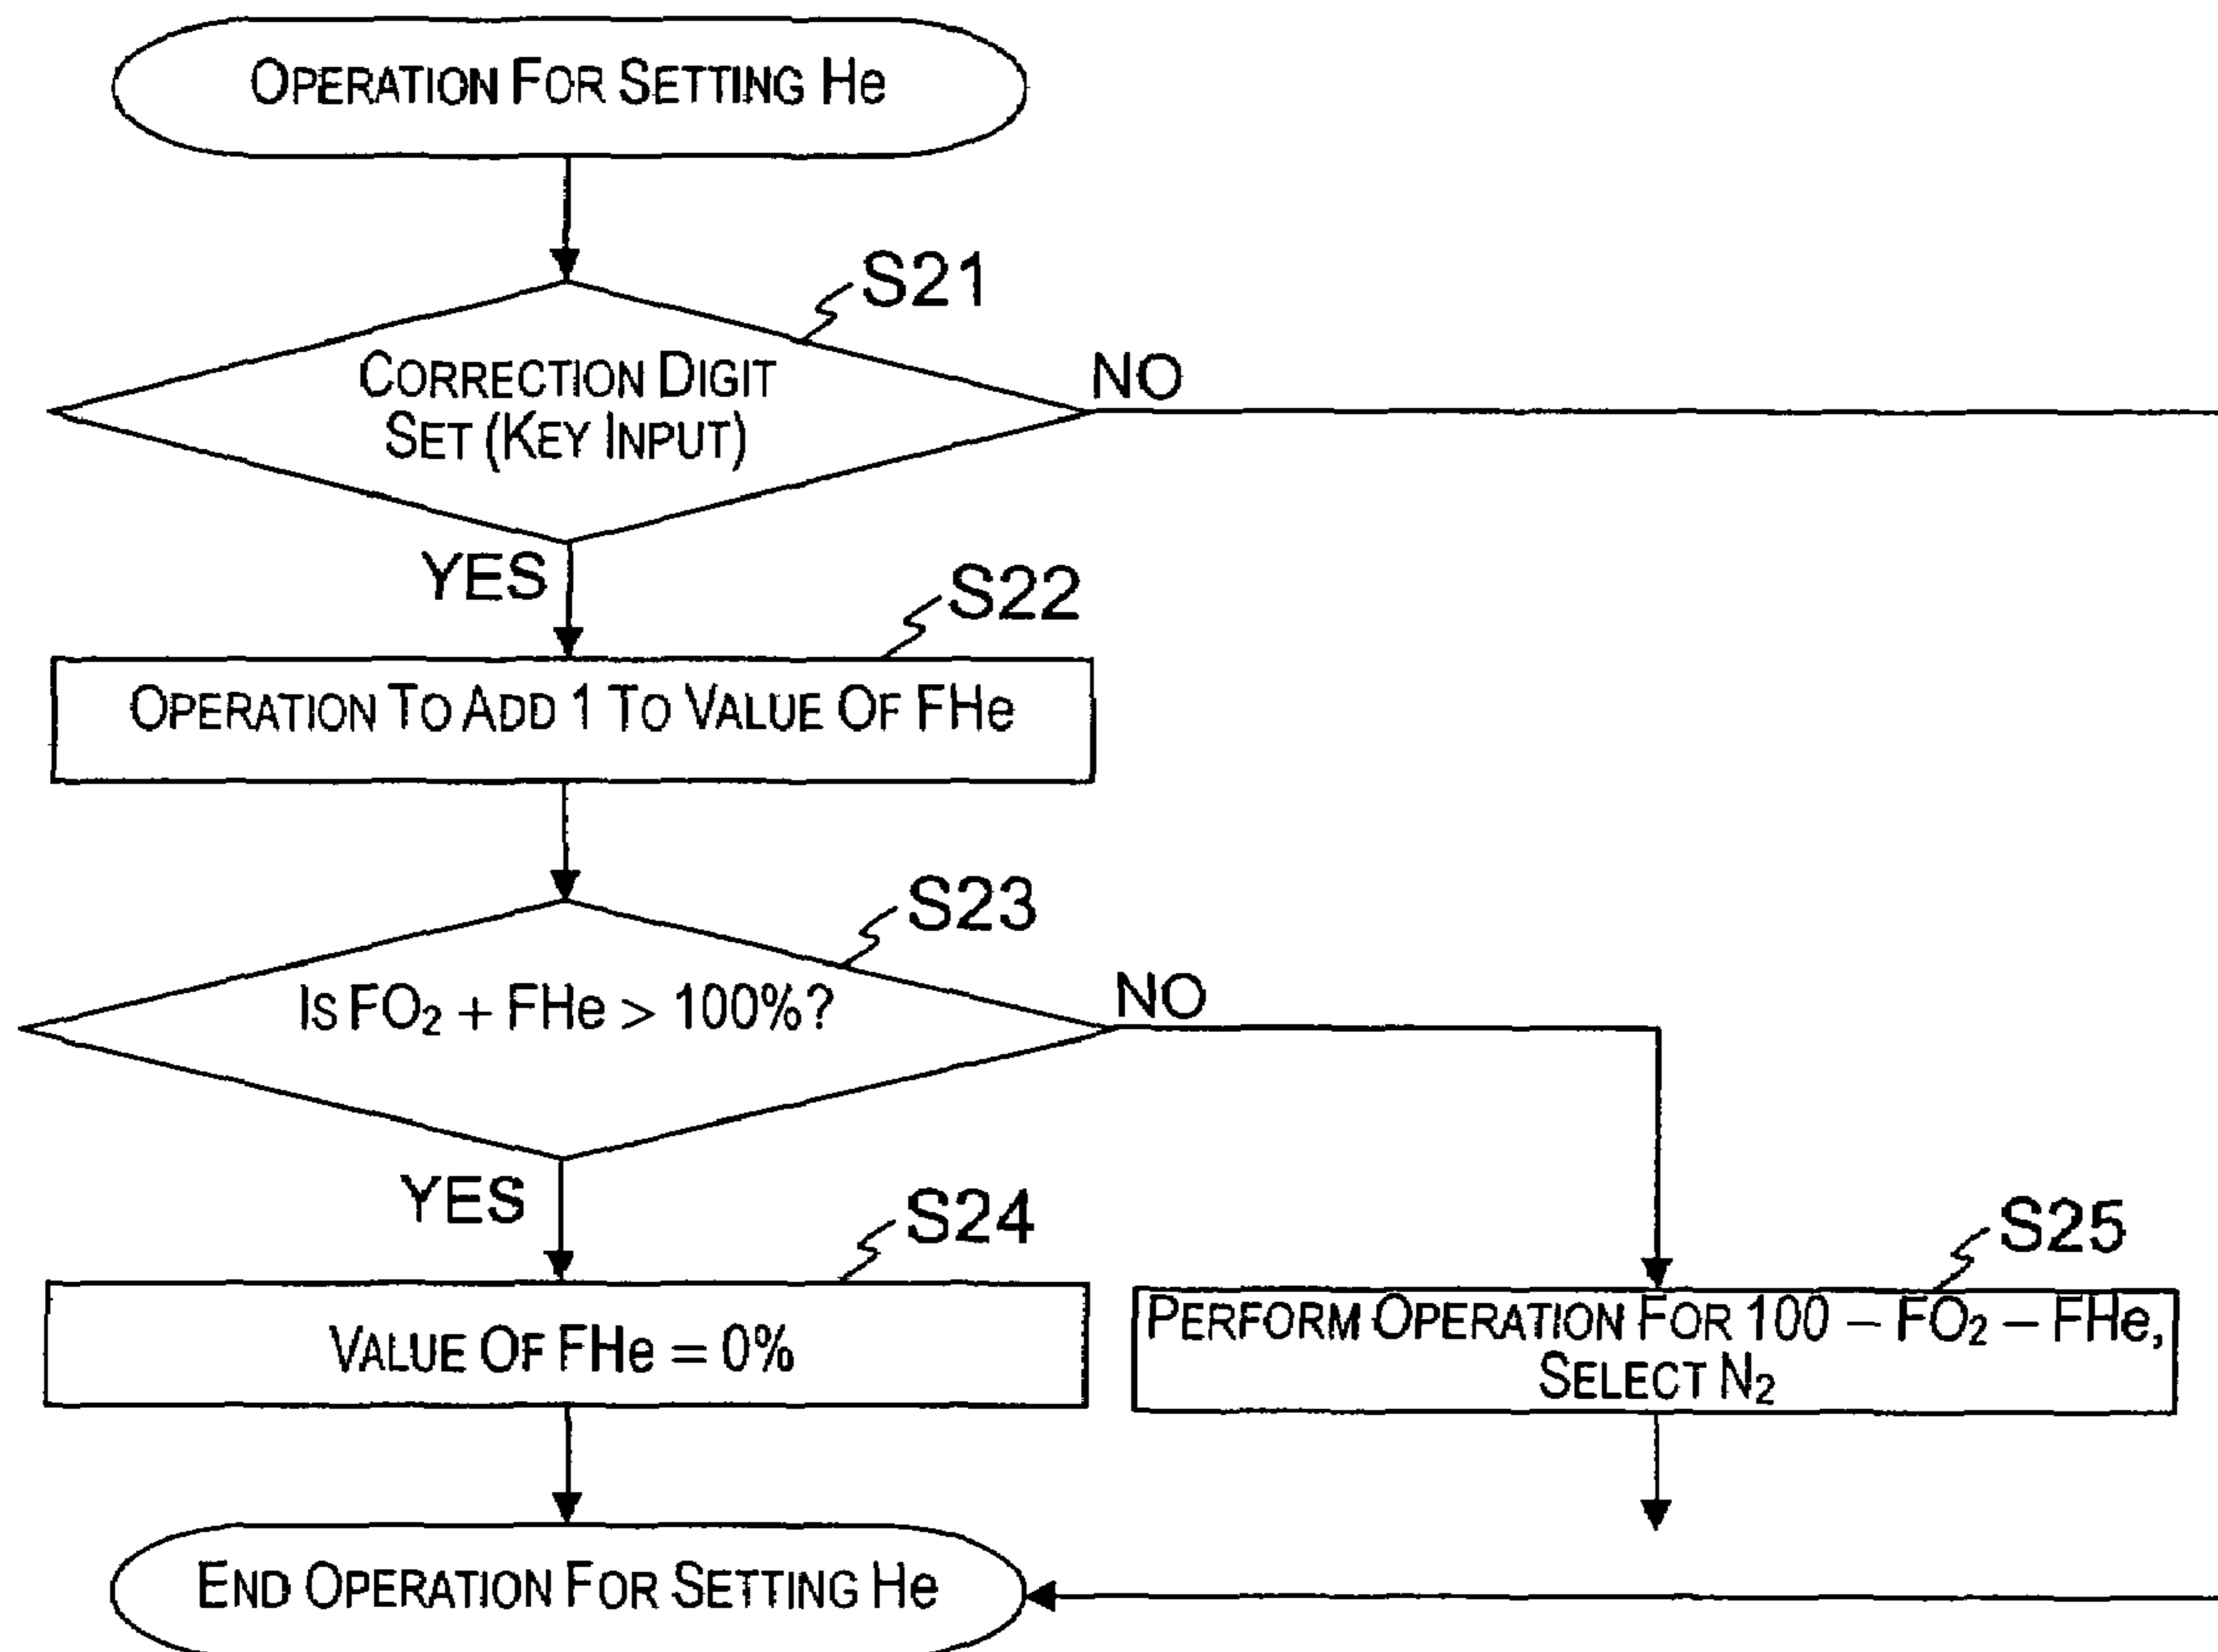 OPERATION FOR SETTING He
S21
CORRECTION DIGIT
SET (KEY INPUT)
NO
YES
S22
OPERATION TO ADD 1 TO VALUE OF FHe
S23
IS FO₂ + FHe > 100%?
NO
YES
S24
VALUE OF FHe = 0%
S25
PERFORM OPERATION FOR 100 – FO₂ – FHe,
SELECT N₂
END OPERATION FOR SETTING He